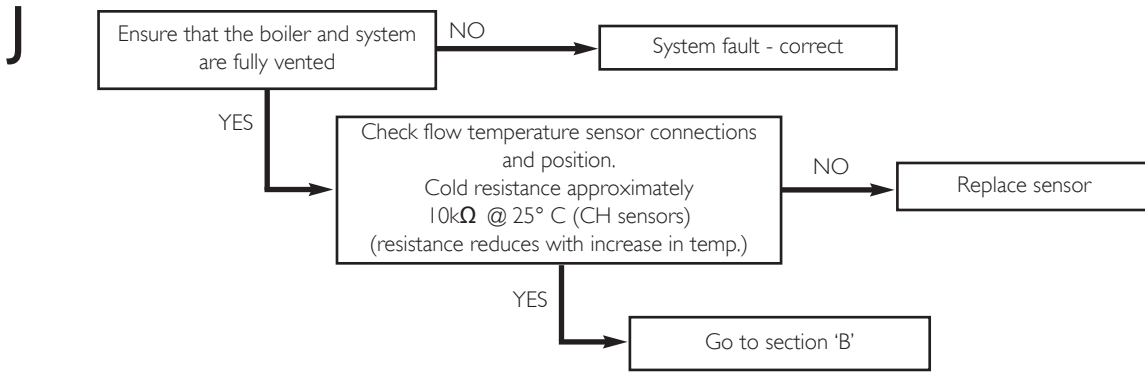 J
Ensure that the boiler and system
are fully vented
NO
System fault - correct
YES
Check flow temperature sensor connections
and position.
Cold resistance approximately
10kΩ @ 25° C (CH sensors)
(resistance reduces with increase in temp.)
NO
Replace sensor
YES
Go to section ‘B’